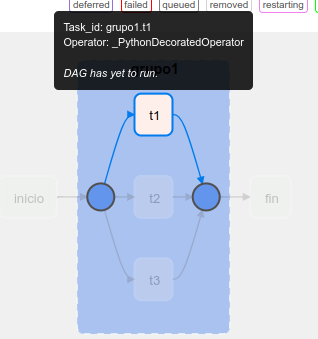 deferred failed queued removed restarting
Task_id: grupo1.t1
Operator: _PythonDecoratedOperator
DAG has yet to run.
grupo1
t1
inicio
t2
fin
t3